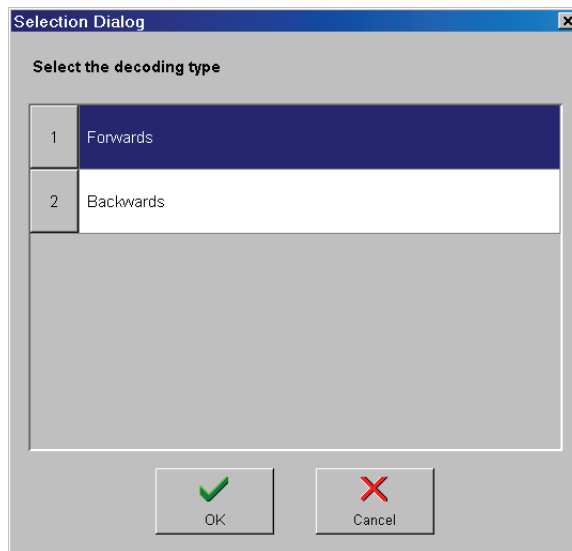 Selection Dialog
Select the decoding type
1 Forwards
2 Backwards
OK Cancel